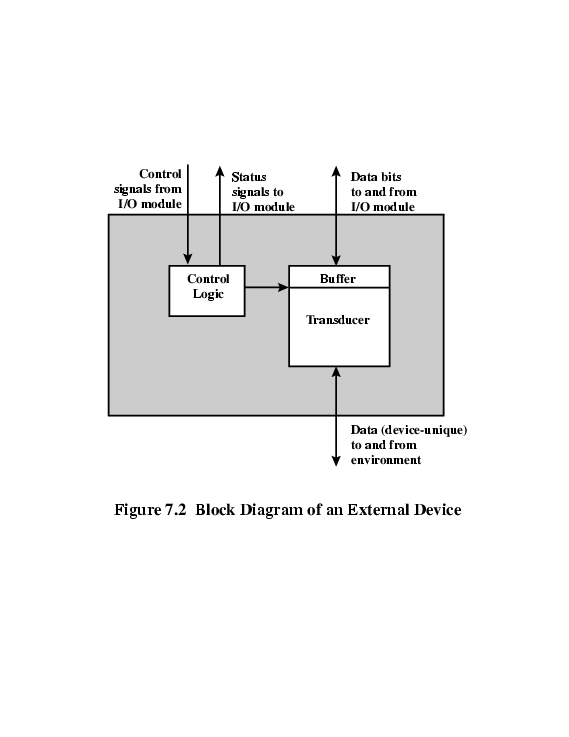 Control
signals from
I/O module
Status
signals to
I/O module
Data bits
to and from
I/O module
Control
Logic
Buffer
Transducer
Data (device-unique)
to and from
environment
Figure 7.2 Block Diagram of an External Device